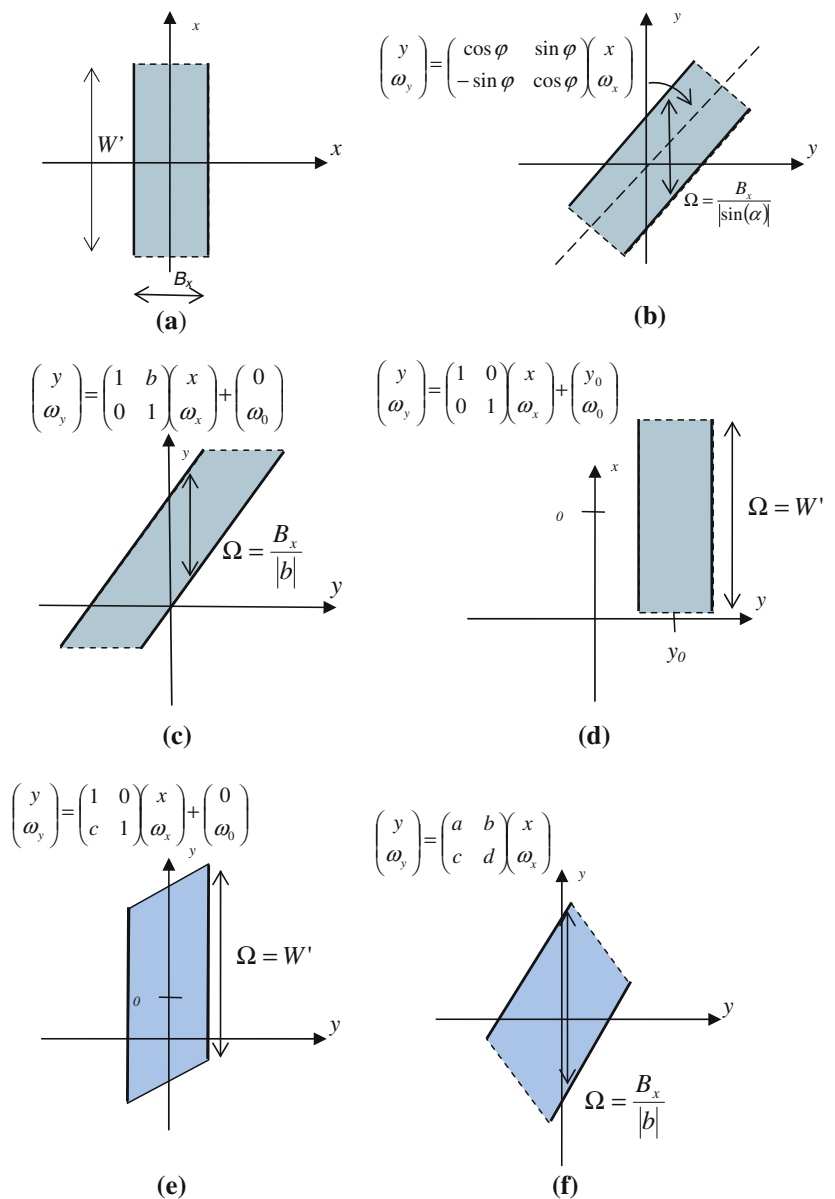 x
W'
x
B_x
(a)
(y ω_y) = (cos φ sin φ −sin φ cos φ)(x ω_x)
y
y
Ω = B_x / |sin(α)|
(b)
(y ω_y) = (1 b 0 1)(x ω_x) + (0 ω_0)
y
Ω = B_x / |b|
y
(c)
(y ω_y) = (1 0 0 1)(x ω_x) + (y_0 ω_0)
x
0
Ω = W'
y
y_0
(d)
(y ω_y) = (1 0 c 1)(x ω_x) + (0 ω_0)
y
Ω = W'
0
y
(e)
(y ω_y) = (a b c d)(x ω_x)
y
y
Ω = B_x / |b|
(f)